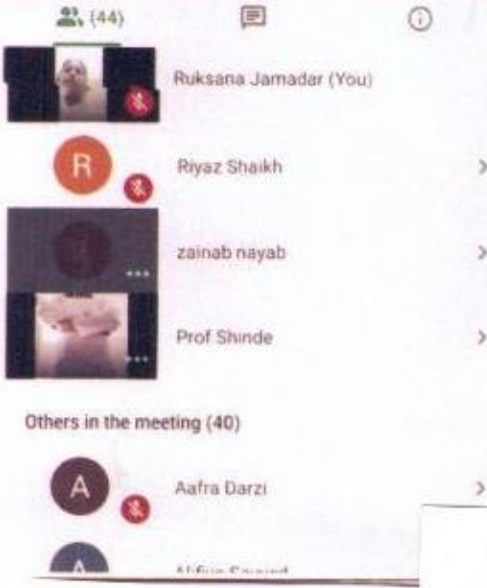 (44)
Ruksana Jamadar (You)
R
Riyaz Shaikh
zainab nayab
Prof Shinde
Others in the meeting (40)
A
Aafra Darzi
A